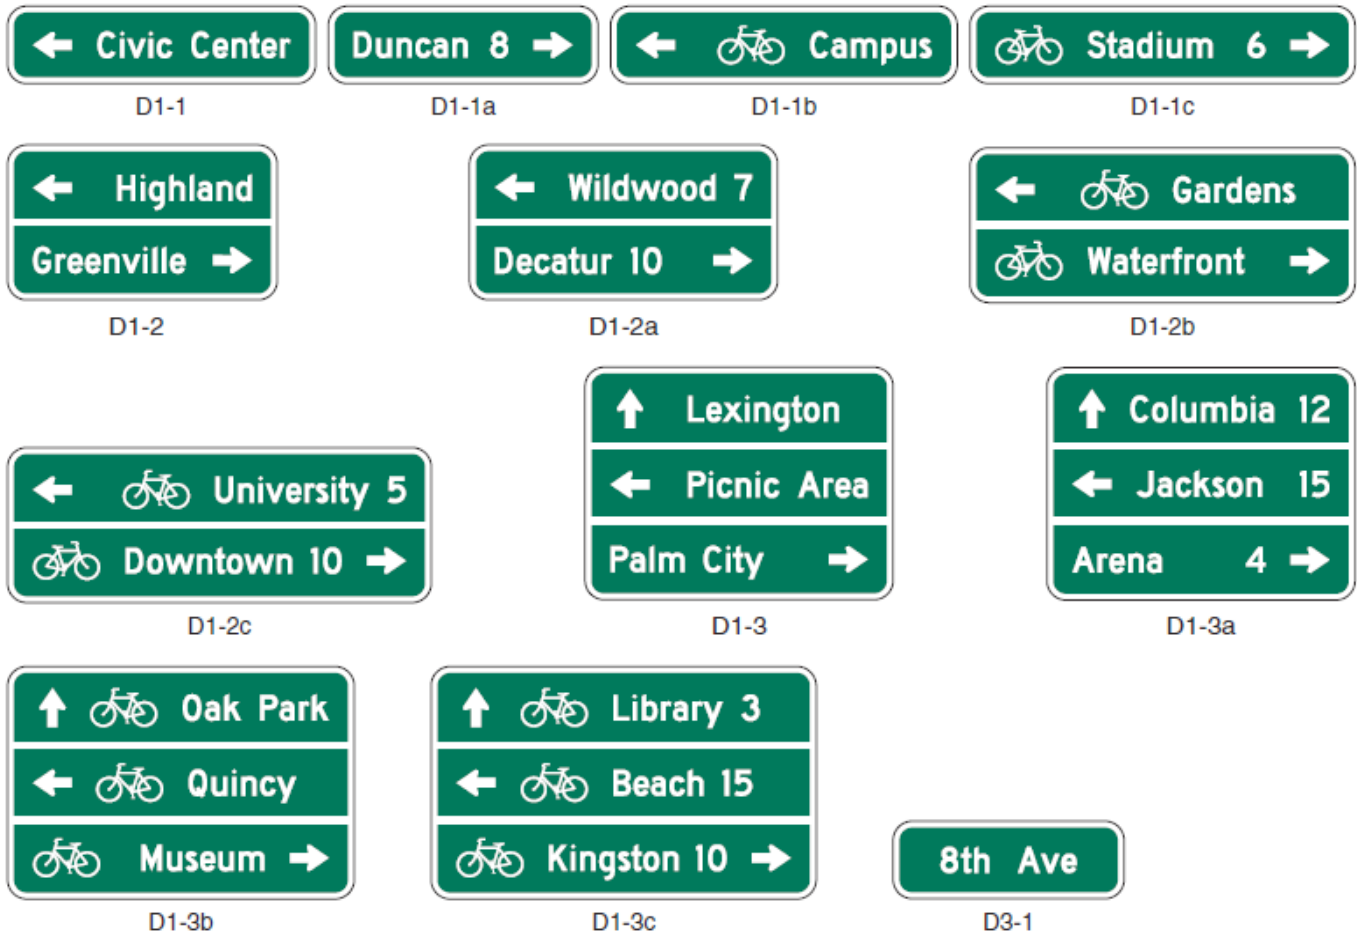 Civic Center
Duncan 8
Campus
Stadium 6
D1-1
D1-1a
D1-1b
D1-1c
Highland
Greenville
Wildwood 7
Decatur 10
Gardens
Waterfront
D1-2
D1-2a
D1-2b
University 5
Downtown 10
Lexington
Picnic Area
Palm City
Columbia 12
Jackson 15
Arena 4
D1-2c
D1-3
D1-3a
Oak Park
Quincy
Museum
Library 3
Beach 15
Kingston 10
8th Ave
D1-3b
D1-3c
D3-1